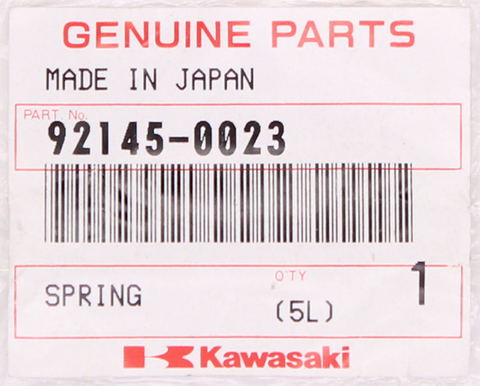 GENUINE PARTS
MADE IN JAPAN
PART. No.
92145-0023
SPRING
Q'TY
(5L)
1
Kawasaki